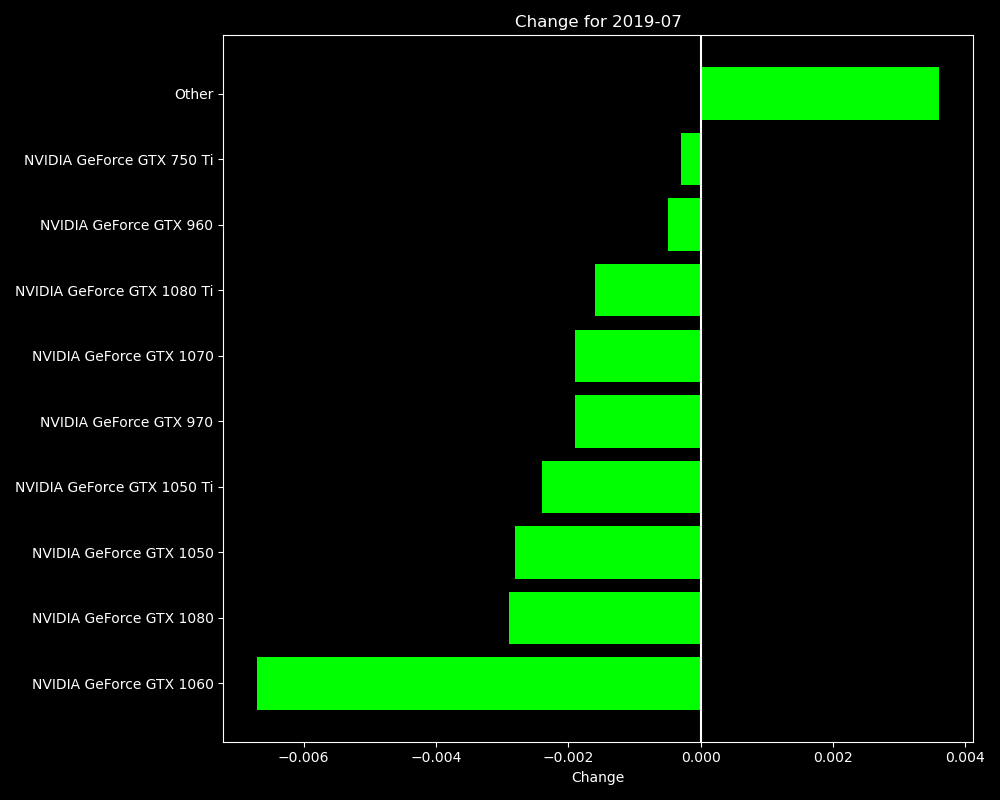 Change for 2019-07
Other
NVIDIA GeForce GTX 750 Ti
NVIDIA GeForce GTX 960
NVIDIA GeForce GTX 1080 Ti
NVIDIA GeForce GTX 1070
NVIDIA GeForce GTX 970
NVIDIA GeForce GTX 1050 Ti
NVIDIA GeForce GTX 1050
NVIDIA GeForce GTX 1080
NVIDIA GeForce GTX 1060
−0.006 −0.004 −0.002 0.000 0.002 0.004
Change